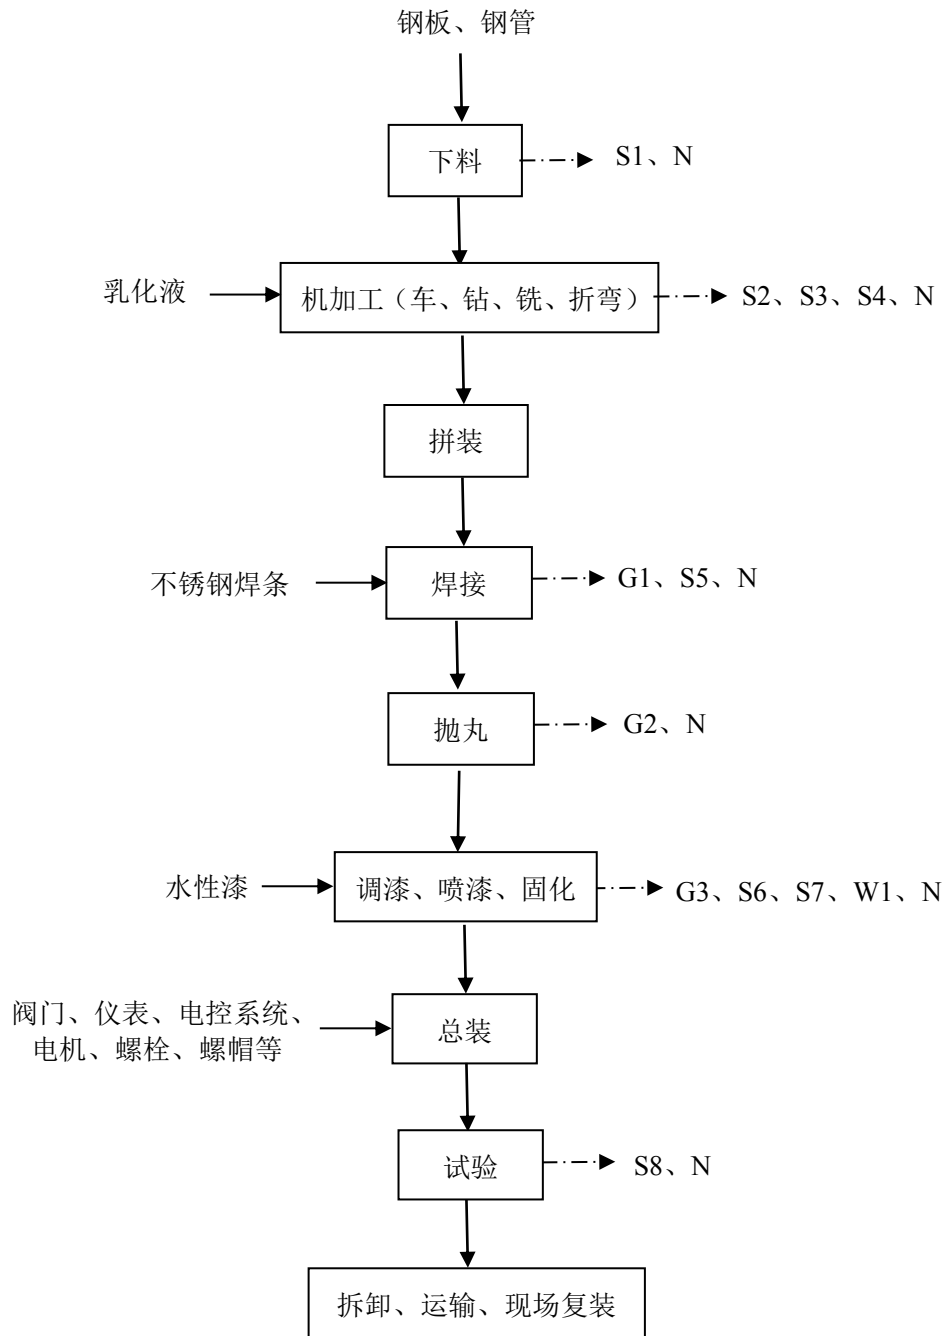 钢板、钢管
下料
S1、N
乳化液
机加工（车、钻、铣、折弯）
S2、S3、S4、N
拼装
不锈钢焊条
焊接
G1、S5、N
抛丸
G2、N
水性漆
调漆、喷漆、固化
G3、S6、S7、W1、N
阀门、仪表、电控系统、
电机、螺栓、螺帽等
总装
试验
S8、N
拆卸、运输、现场复装